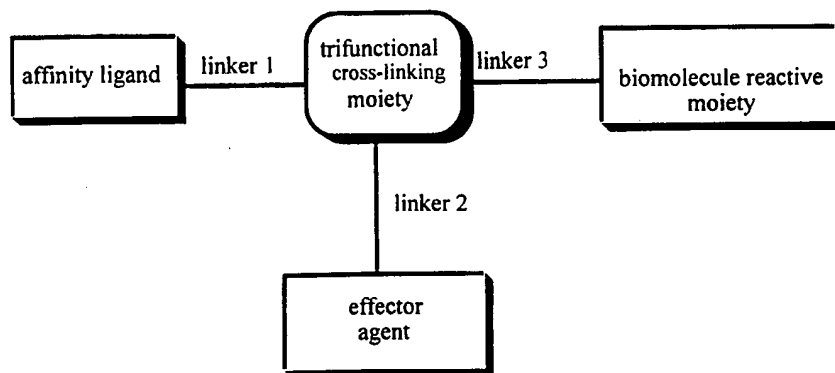 affinity ligand
linker 1
trifunctional
cross-linking
moiety
linker 3
biomolecule reactive
moiety
linker 2
effector
agent